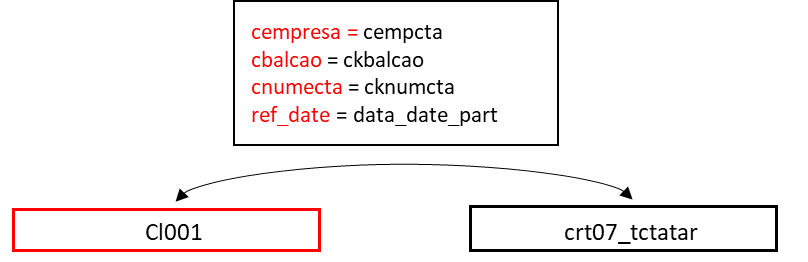 cempresa = cempcta
cbalcao = ckbalcao
cnumecta = cknumcta
ref_date = data_date_part
Cl001
crt07_tctatar